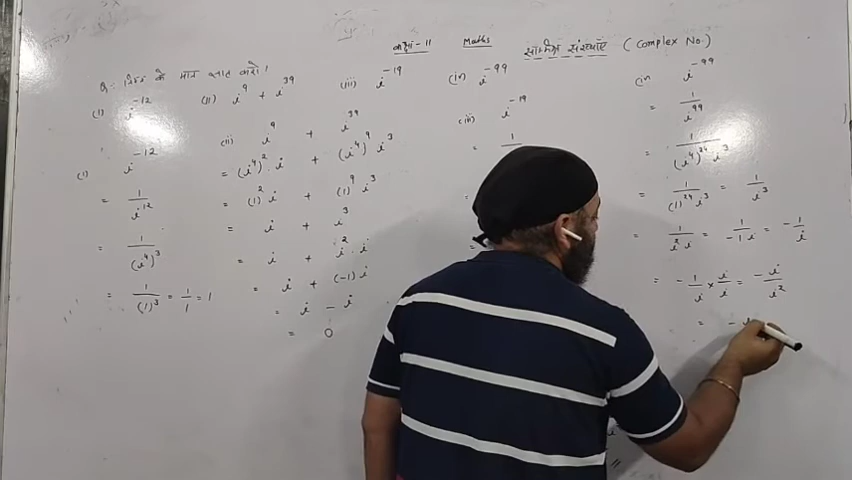 कक्षा - 11 Maths सम्मिश्र संख्याएँ (Complex No.)
Q:- निम्न के मान ज्ञात करो।
(i) i^-12 (ii) i^9 + i^39 (iii) i^-19 (iv) i^-99
(i) i^-12
= 1/i^12
= 1/(i^4)^3
= 1/(1)^3 = 1/1 = 1
(ii) i^9 + i^39
= (i^4)^2 . i + (i^4)^9 i^3
= (1)^2 i + (1)^9 i^3
= i + i^3
= i + i^2 . i
= i + (-1) i
= i - i
= 0
(iii) i^-19
= 1
=
=
(iv i^-99
= 1/i^99
= 1/(i^4)^24 i^3
= 1/(1)^24 i^3 = 1/i^3
= 1/i^2 i = 1/-1 i = - 1/i
= - 1/i × i/i = - i/i^2
= - i